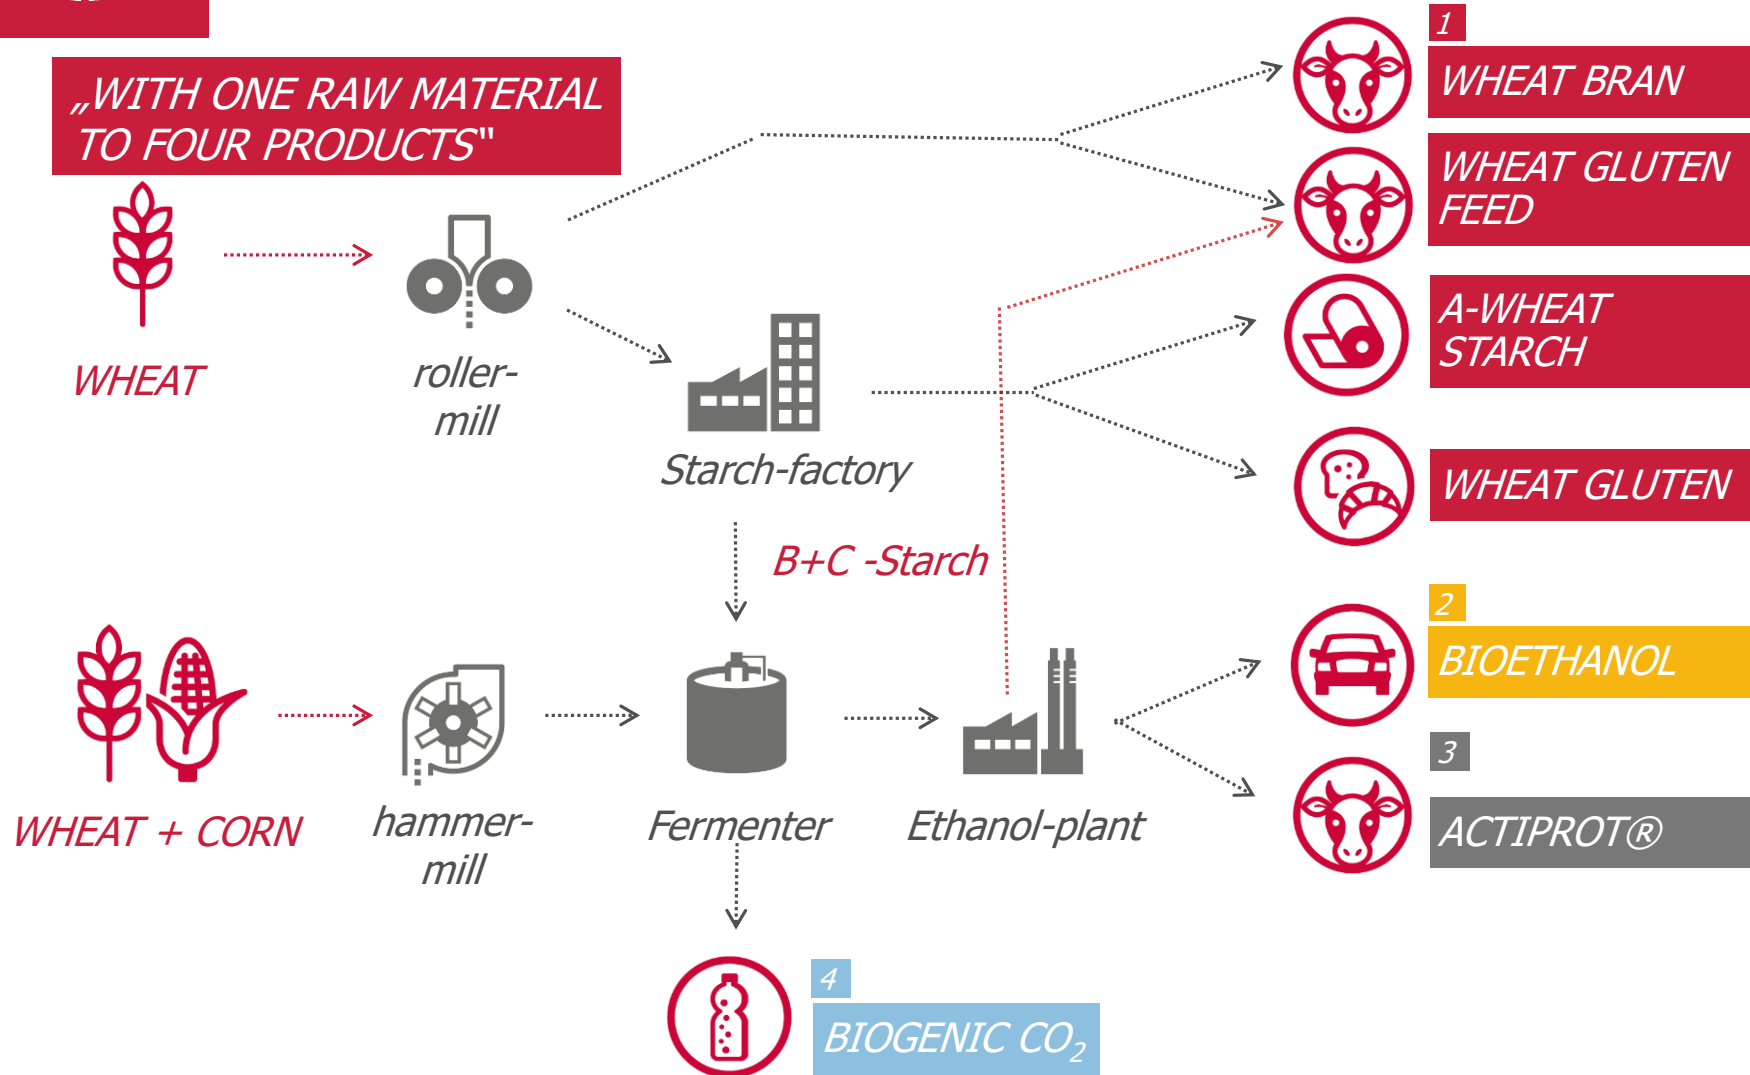 „WITH ONE RAW MATERIAL
TO FOUR PRODUCTS"
1
WHEAT BRAN
WHEAT GLUTEN
FEED
A-WHEAT
STARCH
WHEAT GLUTEN
WHEAT
roller-
mill
Starch-factory
B+C -Starch
2
BIOETHANOL
3
ACTIPROT®
WHEAT + CORN
hammer-
mill
Fermenter
Ethanol-plant
4
BIOGENIC CO₂